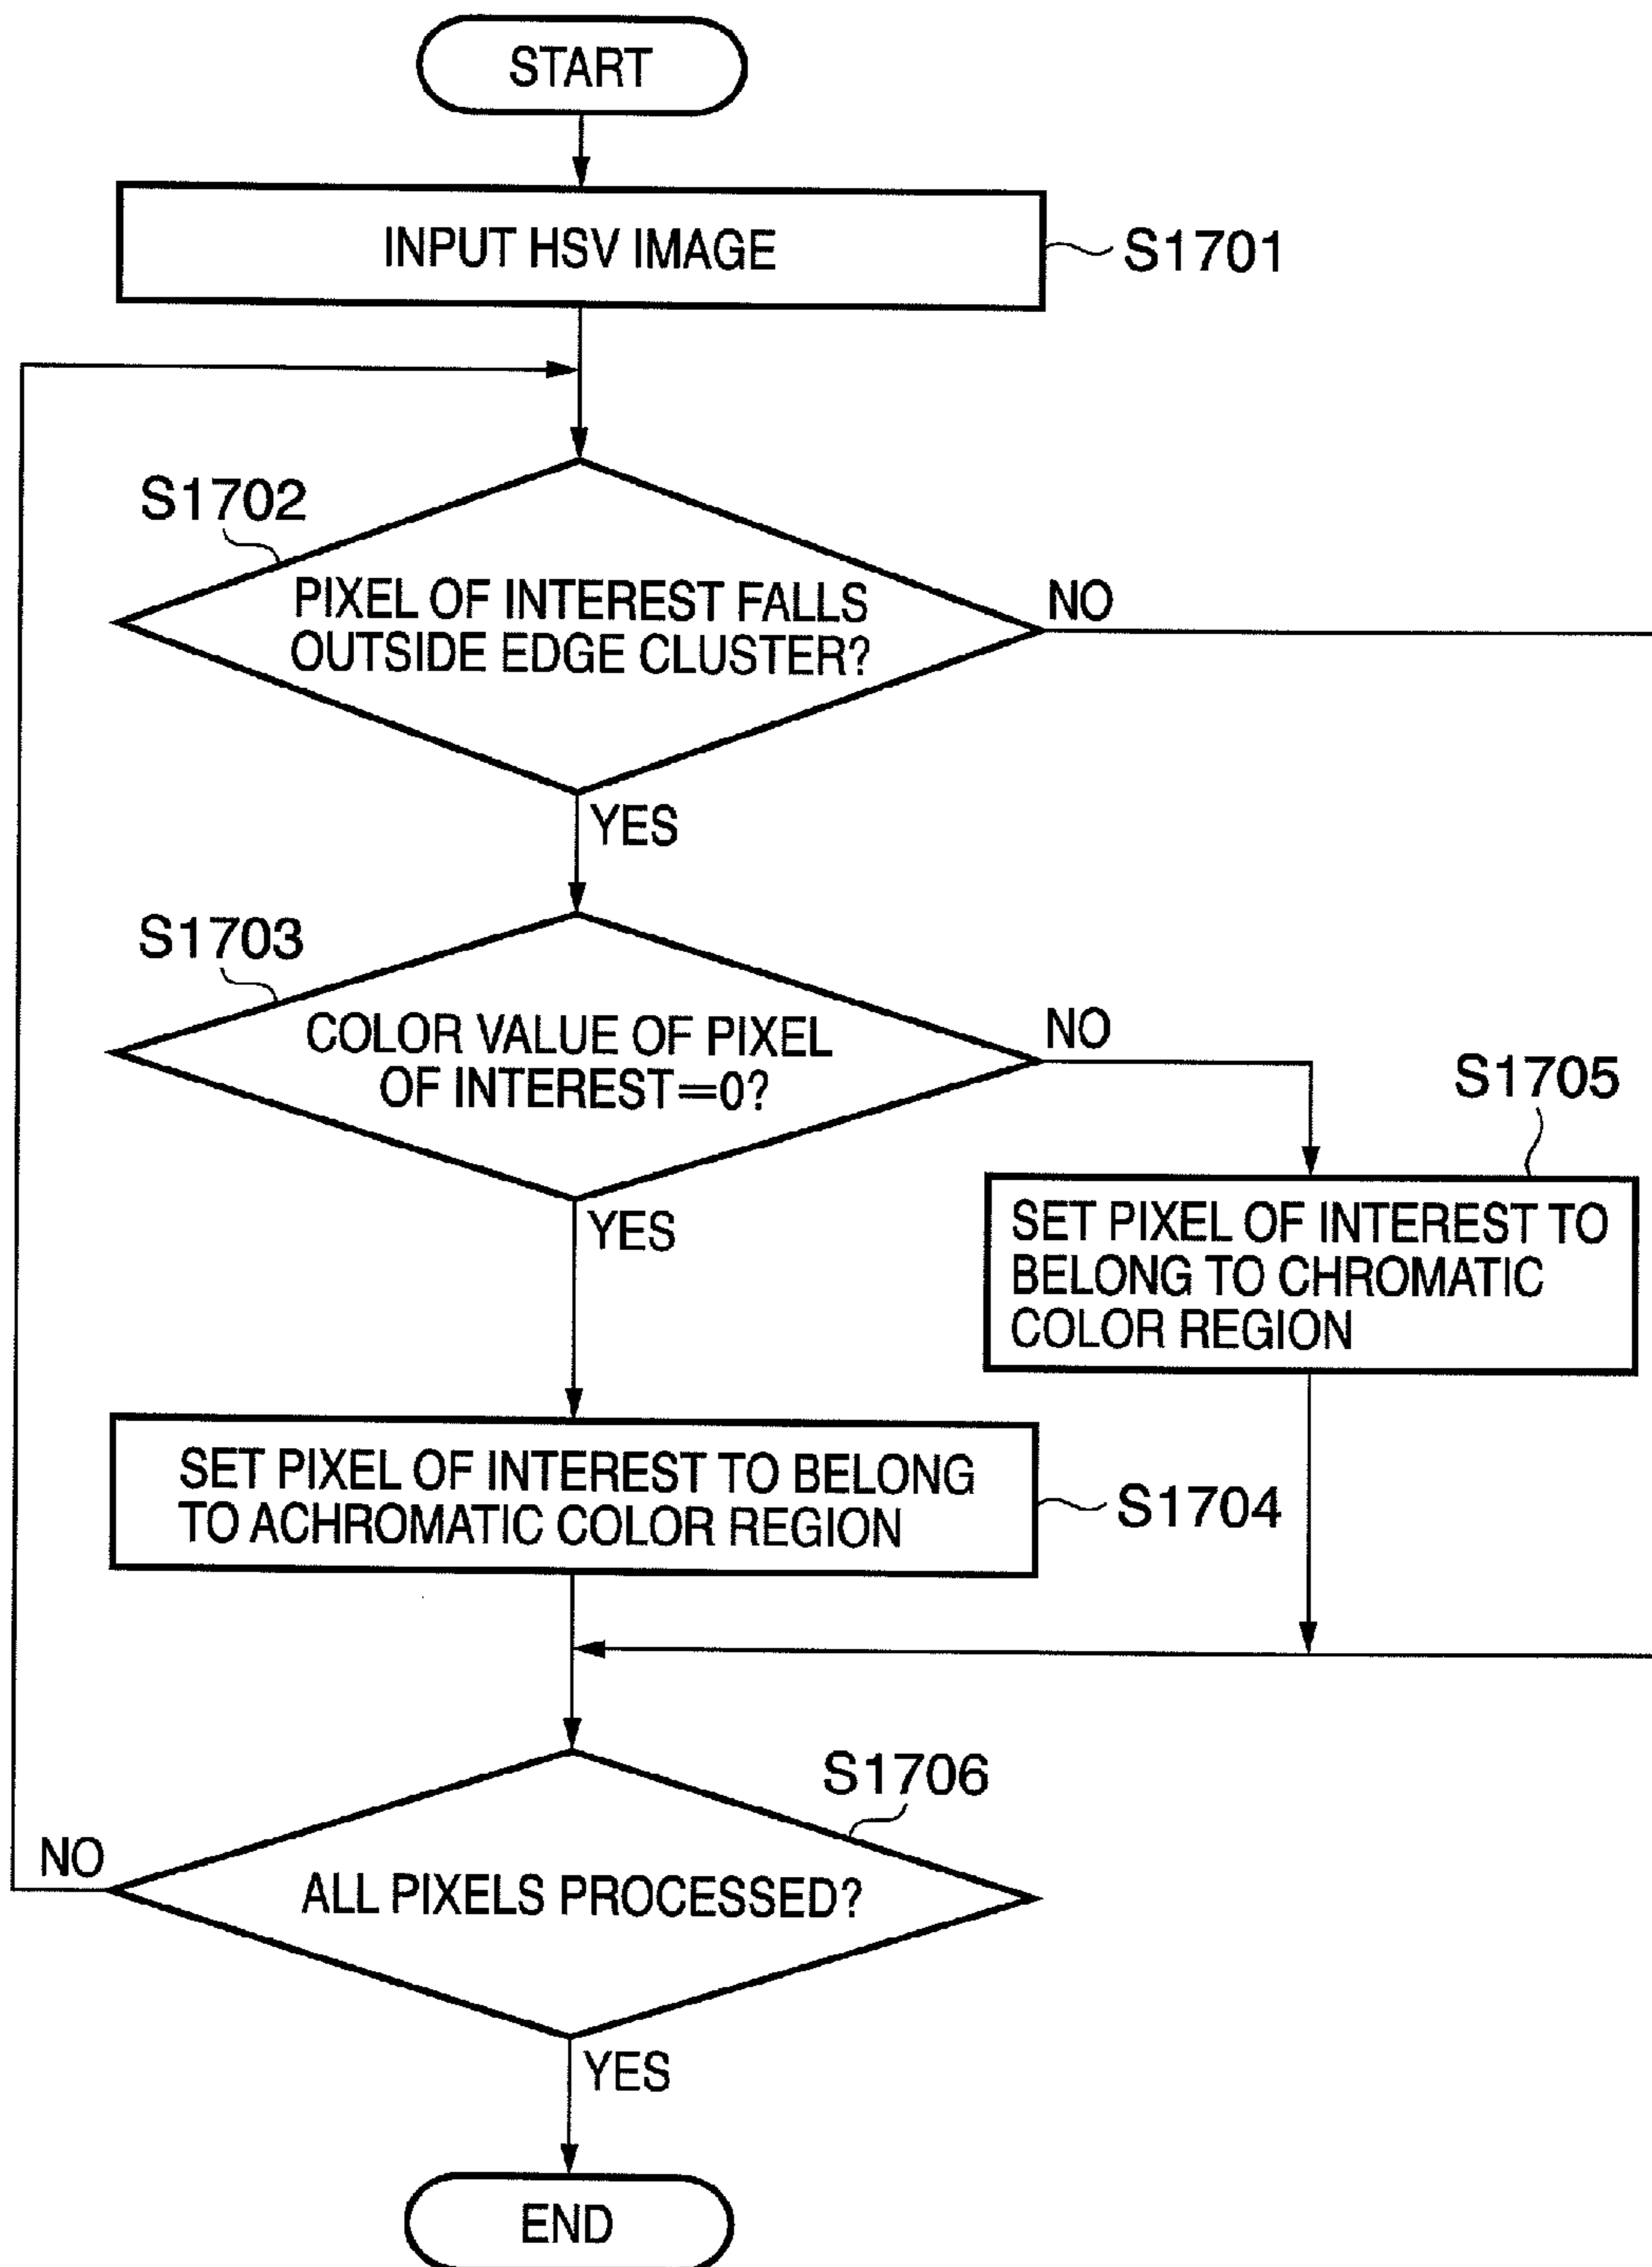 START
INPUT HSV IMAGE
S1701
S1702
PIXEL OF INTEREST FALLS
OUTSIDE EDGE CLUSTER?
NO
YES
S1703
COLOR VALUE OF PIXEL
OF INTEREST=0?
NO
S1705
YES
SET PIXEL OF INTEREST TO
BELONG TO CHROMATIC
COLOR REGION
SET PIXEL OF INTEREST TO BELONG
TO ACHROMATIC COLOR REGION
S1704
S1706
NO
ALL PIXELS PROCESSED?
YES
END